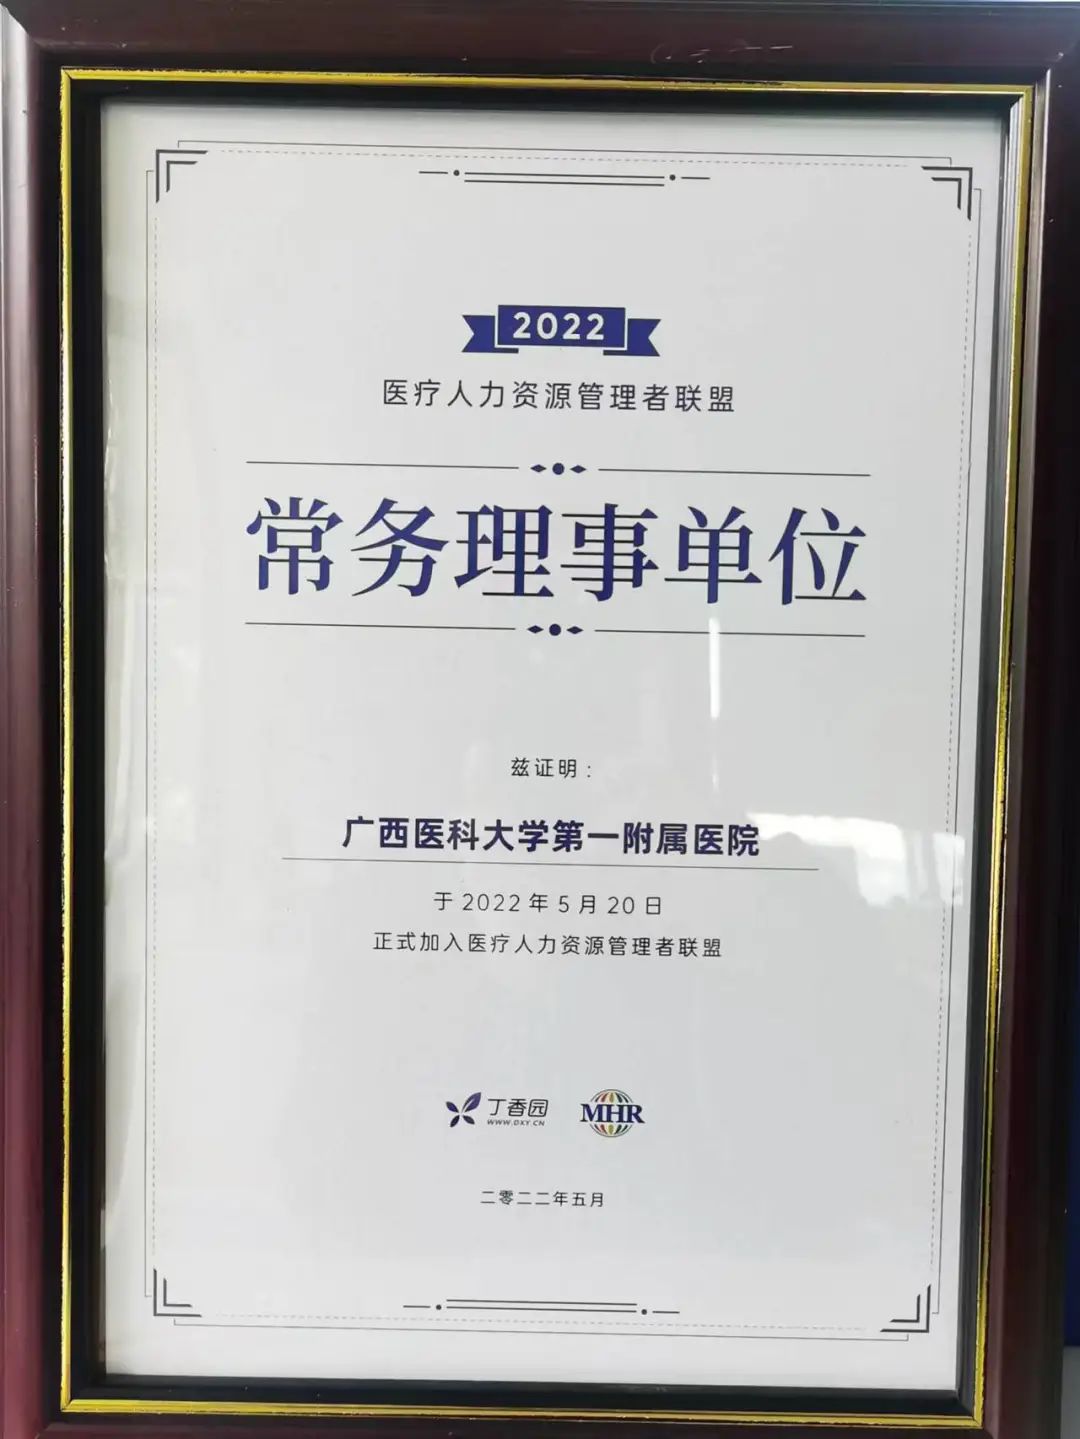 2022
医疗人力资源管理者联盟
常务理事单位
兹证明：
广西医科大学第一附属医院
于2022年5月20日
正式加入医疗人力资源管理者联盟
丁香园
WWW.DXY.CN
MHR
二零二二年五月